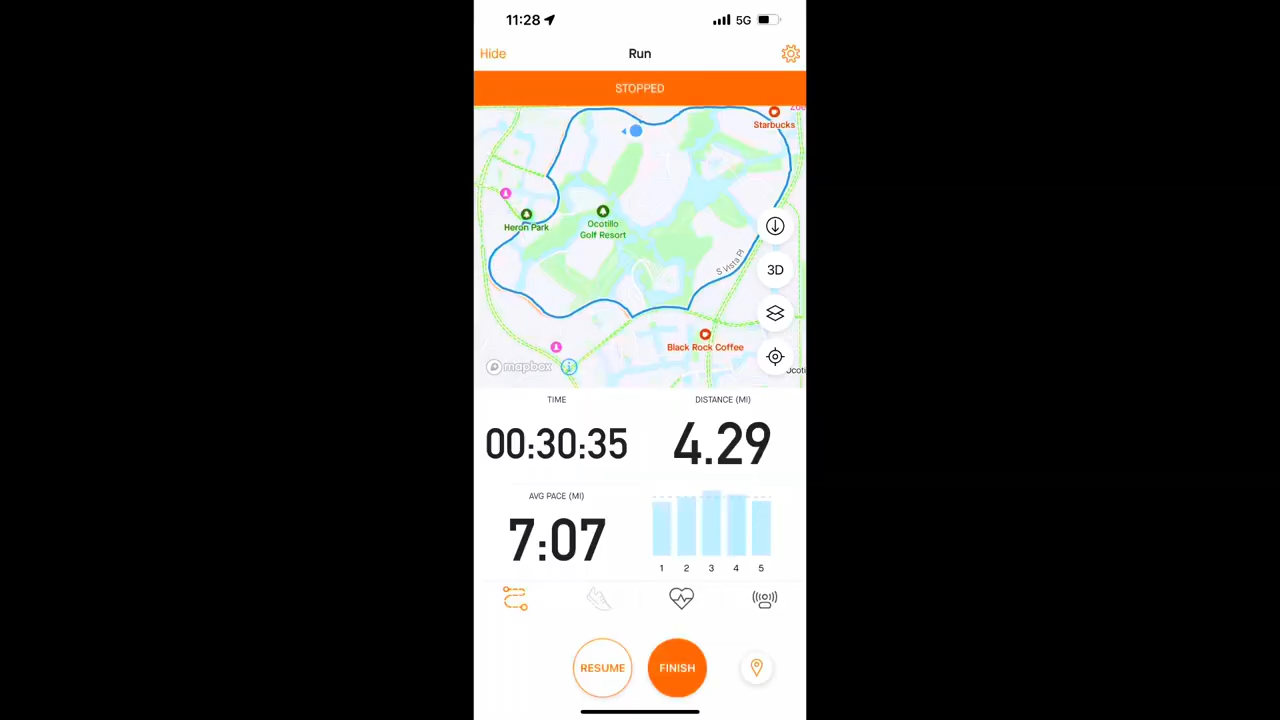 11:28
5G
Hide
Run
STOPPED
Starbucks
Heron Park
Ocotillo
Golf Resort
S Vista Pl
3D
Black Rock Coffee
mapbox
TIME
DISTANCE (MI)
00:30:35
4.29
AVG PACE (MI)
7:07
1 2 3 4 5
RESUME
FINISH